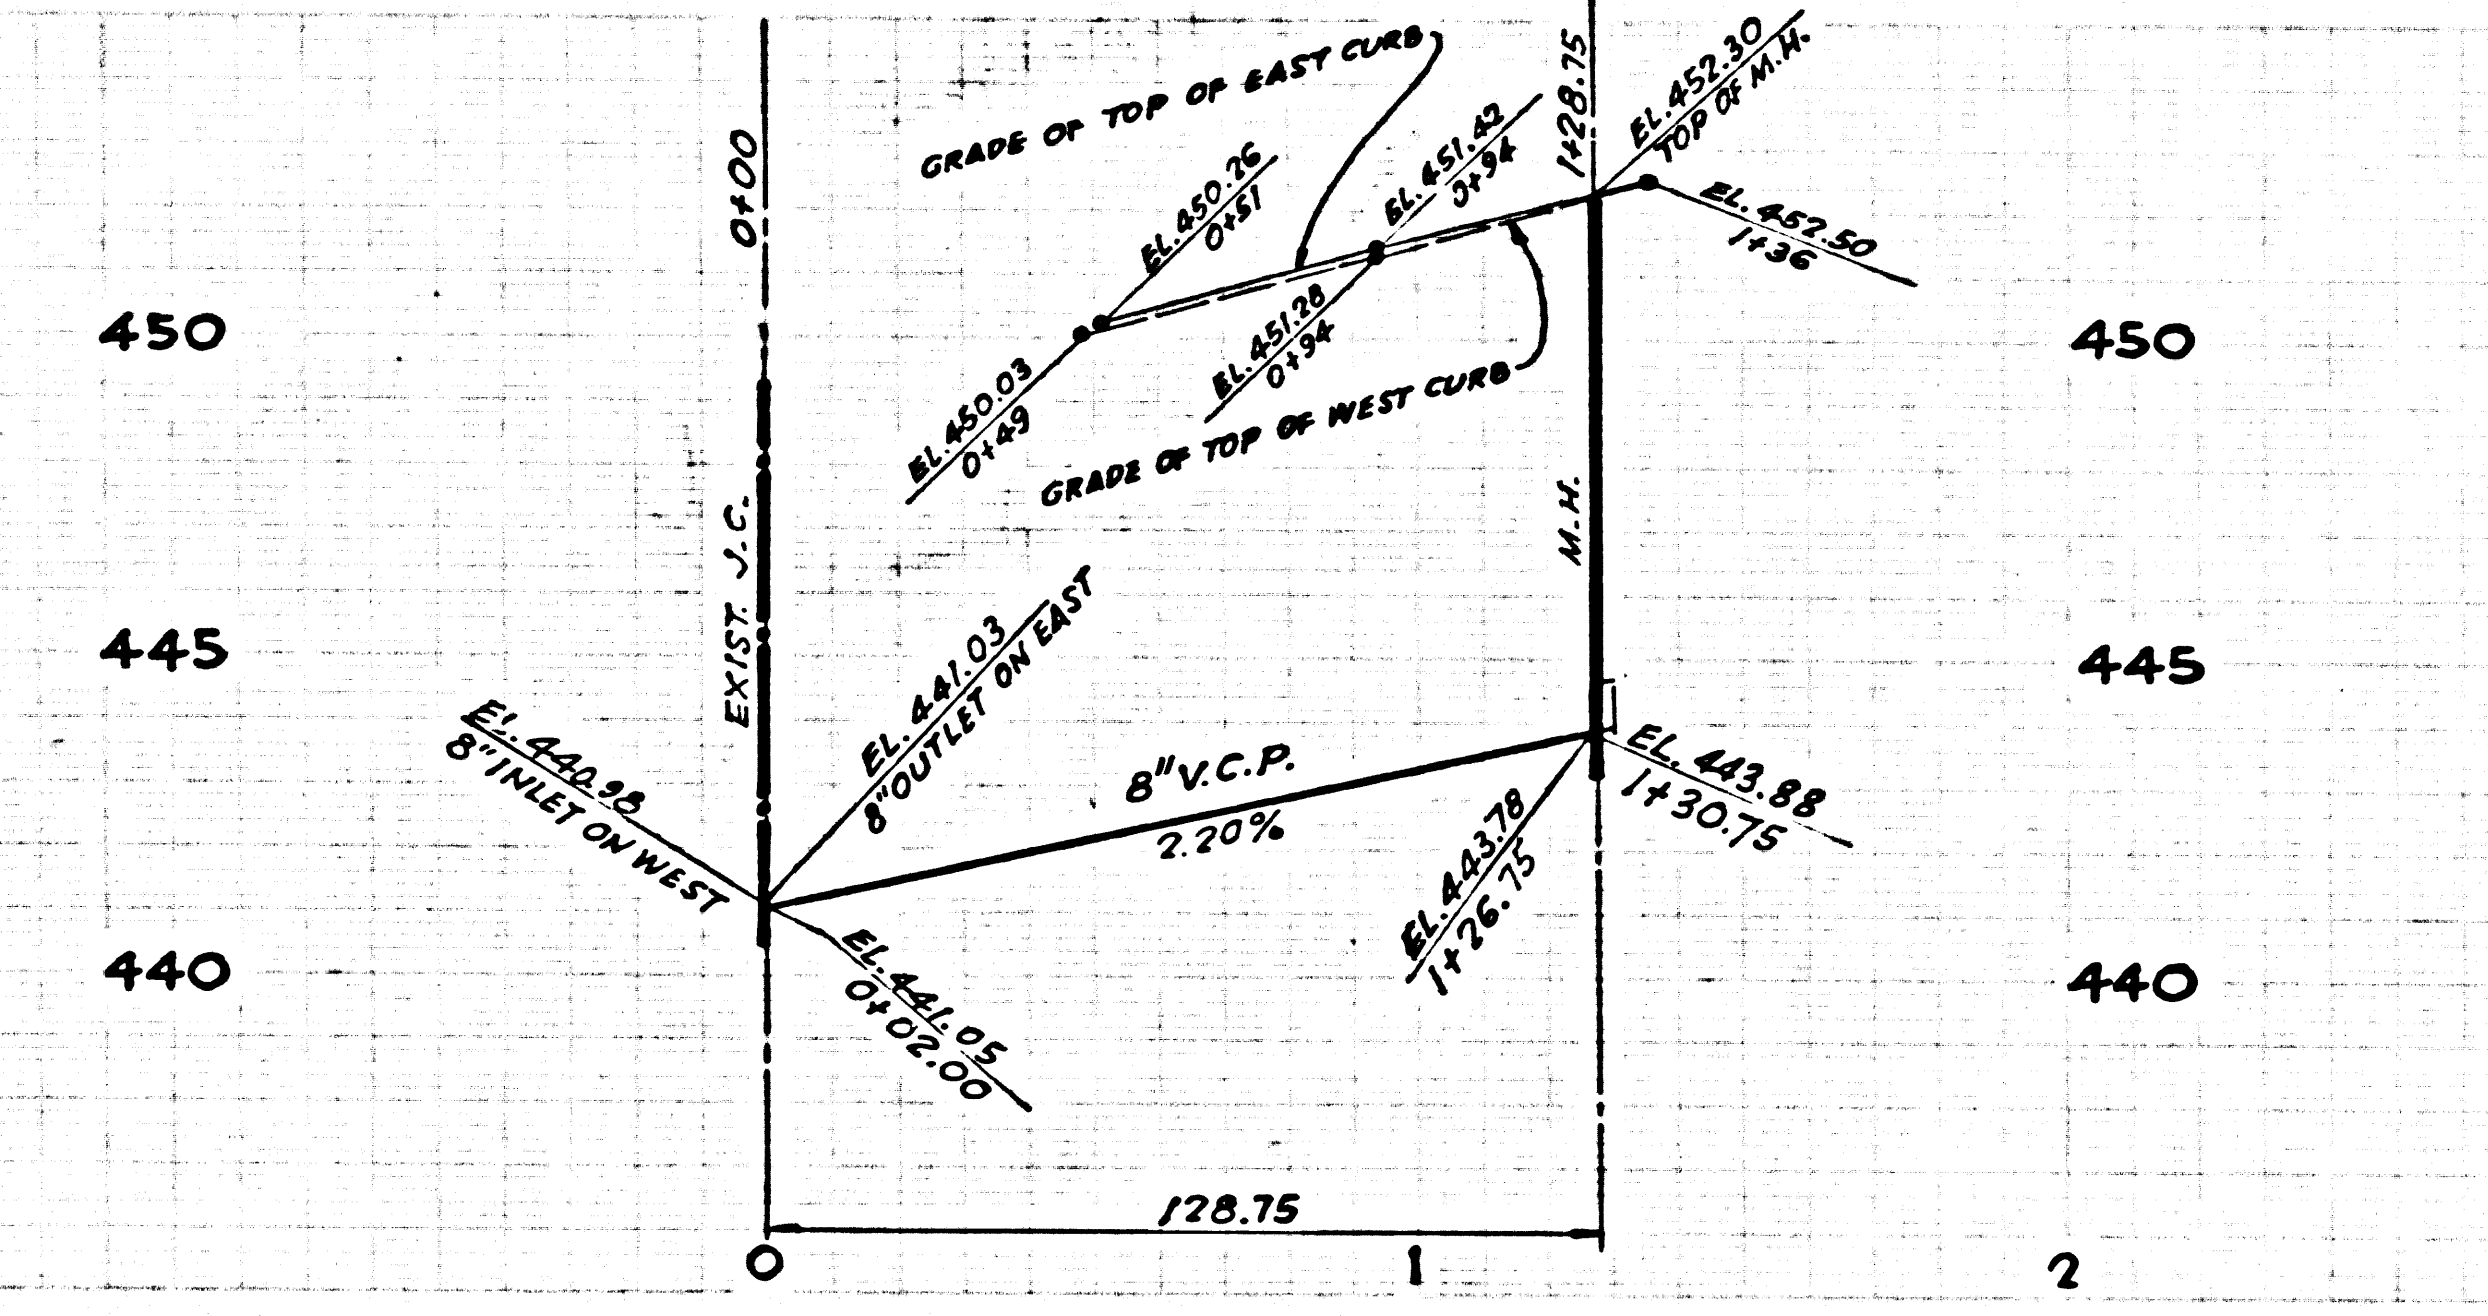 GRADE OF TOP OF EAST CURB
0+00
EL. 450.26
0+51
EL. 451.42
0+94
1+28.75
EL. 452.30
TOP OF M.H.
EL. 452.50
1+36
450
450
EL. 450.03
0+49
EL. 451.28
0+94
GRADE OF TOP OF WEST CURB
EXIST. J.C.
M.H.
445
445
EL. 440.98
8" INLET ON WEST
EL. 441.03
8" OUTLET ON EAST
8" V.C.P.
2.20%
EL. 443.78
1+26.75
EL. 443.88
1+30.75
440
440
EL. 441.05
0+02.00
128.75
0
1
2